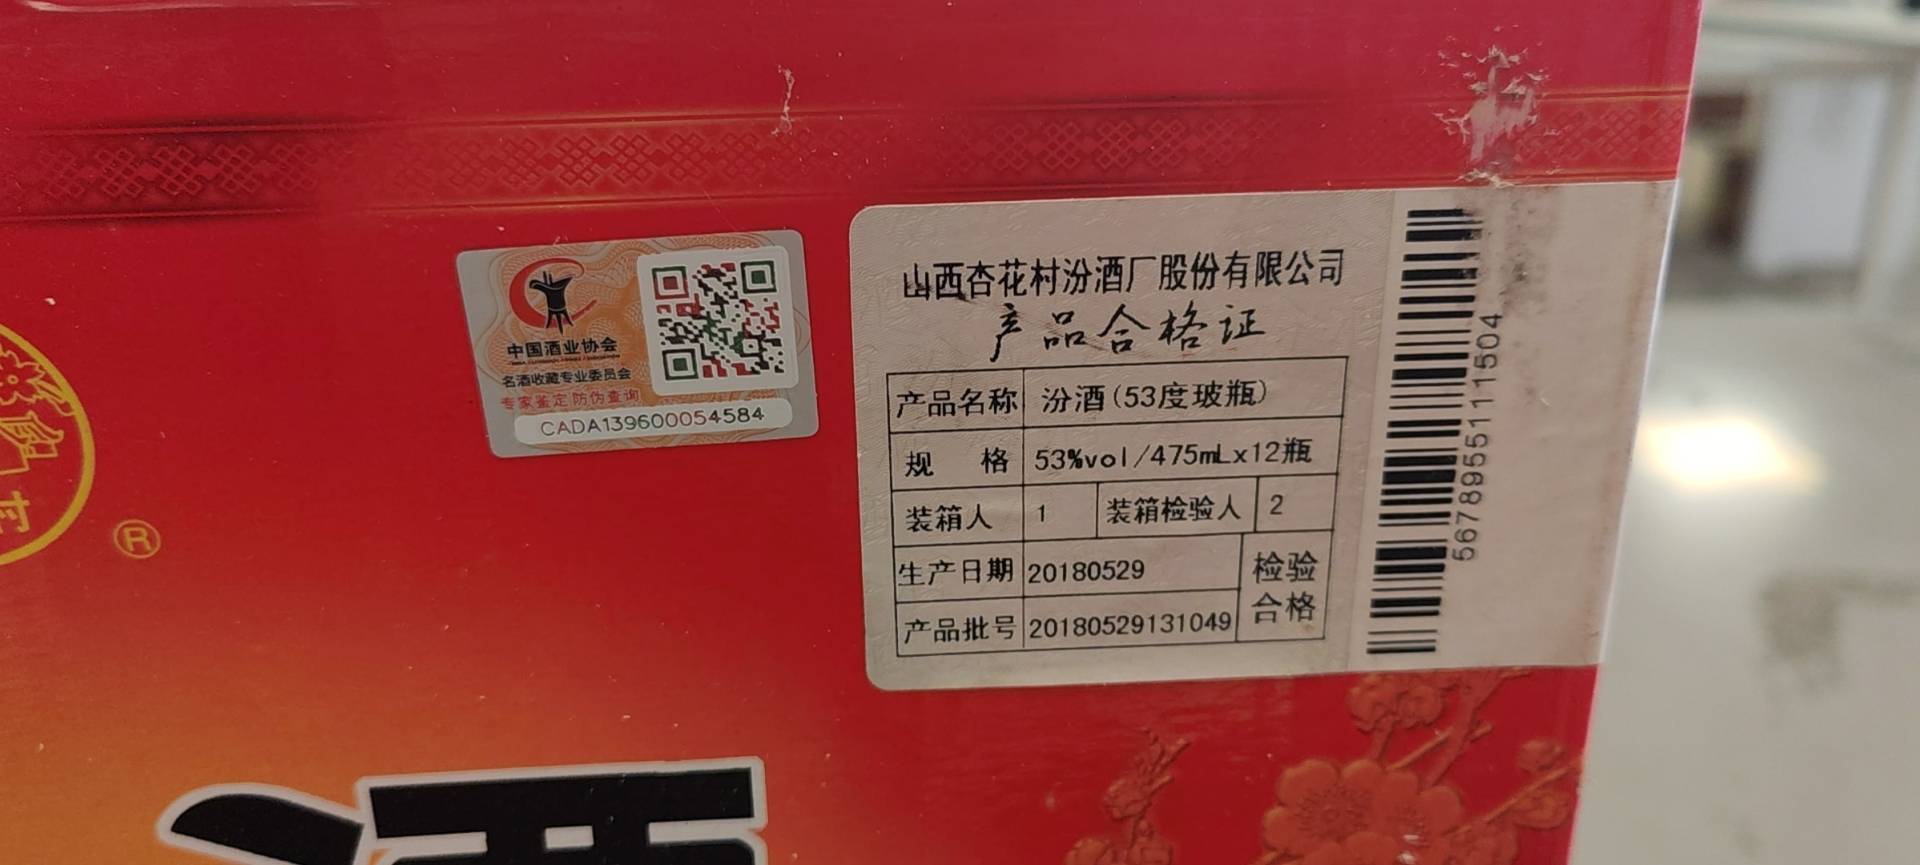 中国酒业协会
名酒收藏专业委员会
专家鉴定 防伪查询
CADA139600054584
村
®
酒
山西杏花村汾酒厂股份有限公司
产品合格证
产品名称 汾酒(53度玻瓶)
规 格 53%vol/475mLx12瓶
装箱人 1 装箱检验人 2
生产日期 20180529 检验
产品批号 20180529131049 合格
5678955111504